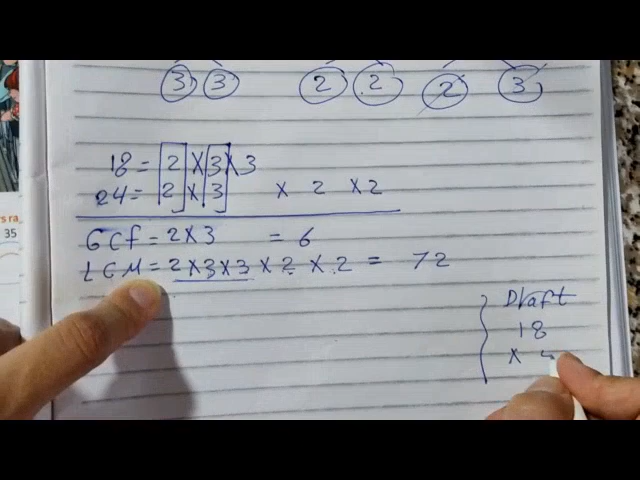 3 3 2 2 2 3
18 = 2 X 3 X 3
24 = 2 X 3 X 2 X 2
GCf = 2 X 3 = 6
LCM = 2 X 3 X 3 X 2 X 2 = 72
Draft
18
X
35